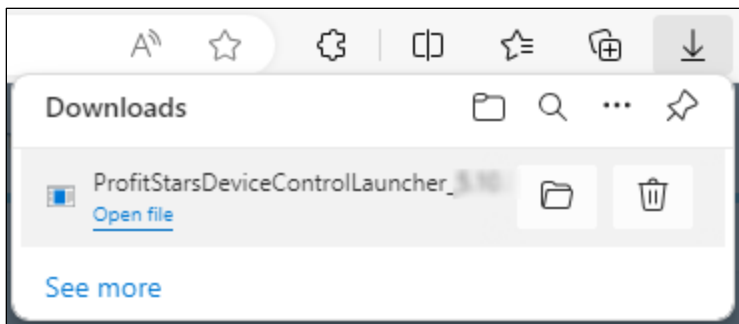 Downloads
ProfitStarsDeviceControlLauncher_
Open file
See more